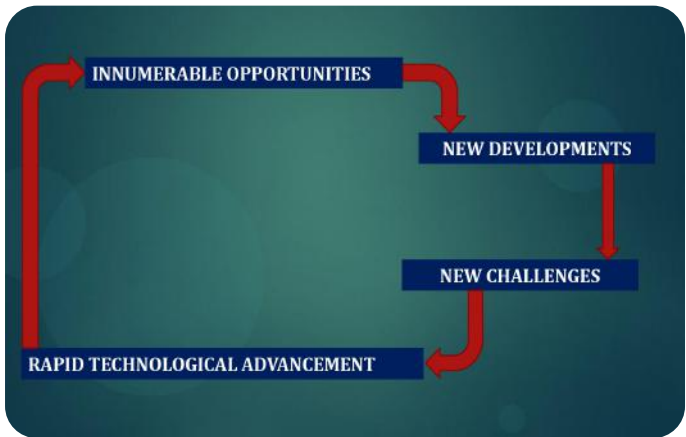 INNUMERABLE OPPORTUNITIES
NEW DEVELOPMENTS
NEW CHALLENGES
RAPID TECHNOLOGICAL ADVANCEMENT